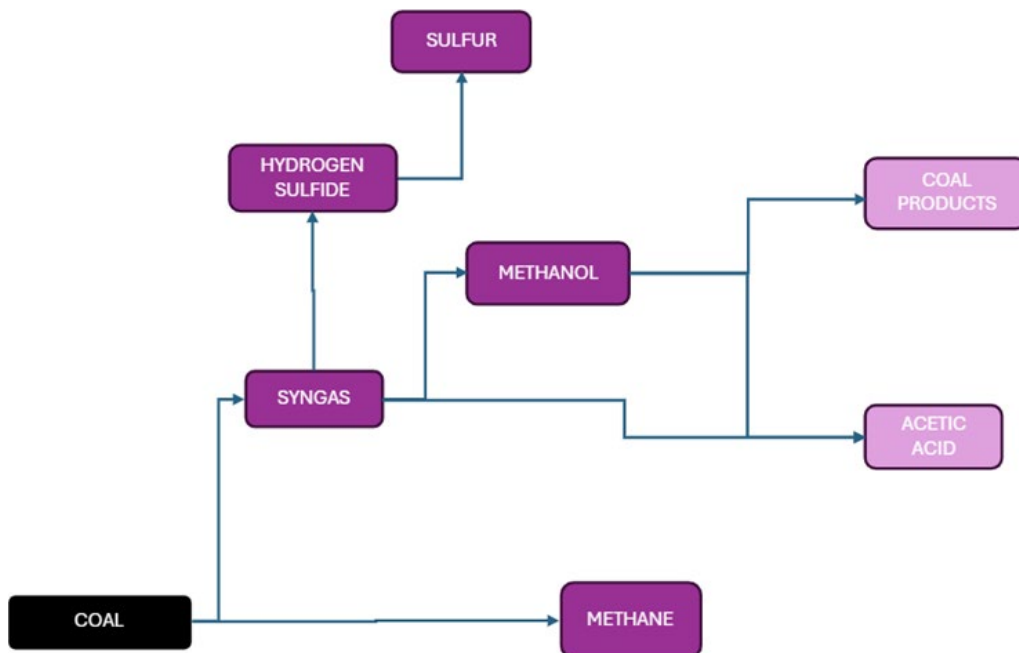 SULFUR
HYDROGEN
SULFIDE
COAL
PRODUCTS
METHANOL
SYNGAS
ACETIC
ACID
COAL
METHANE